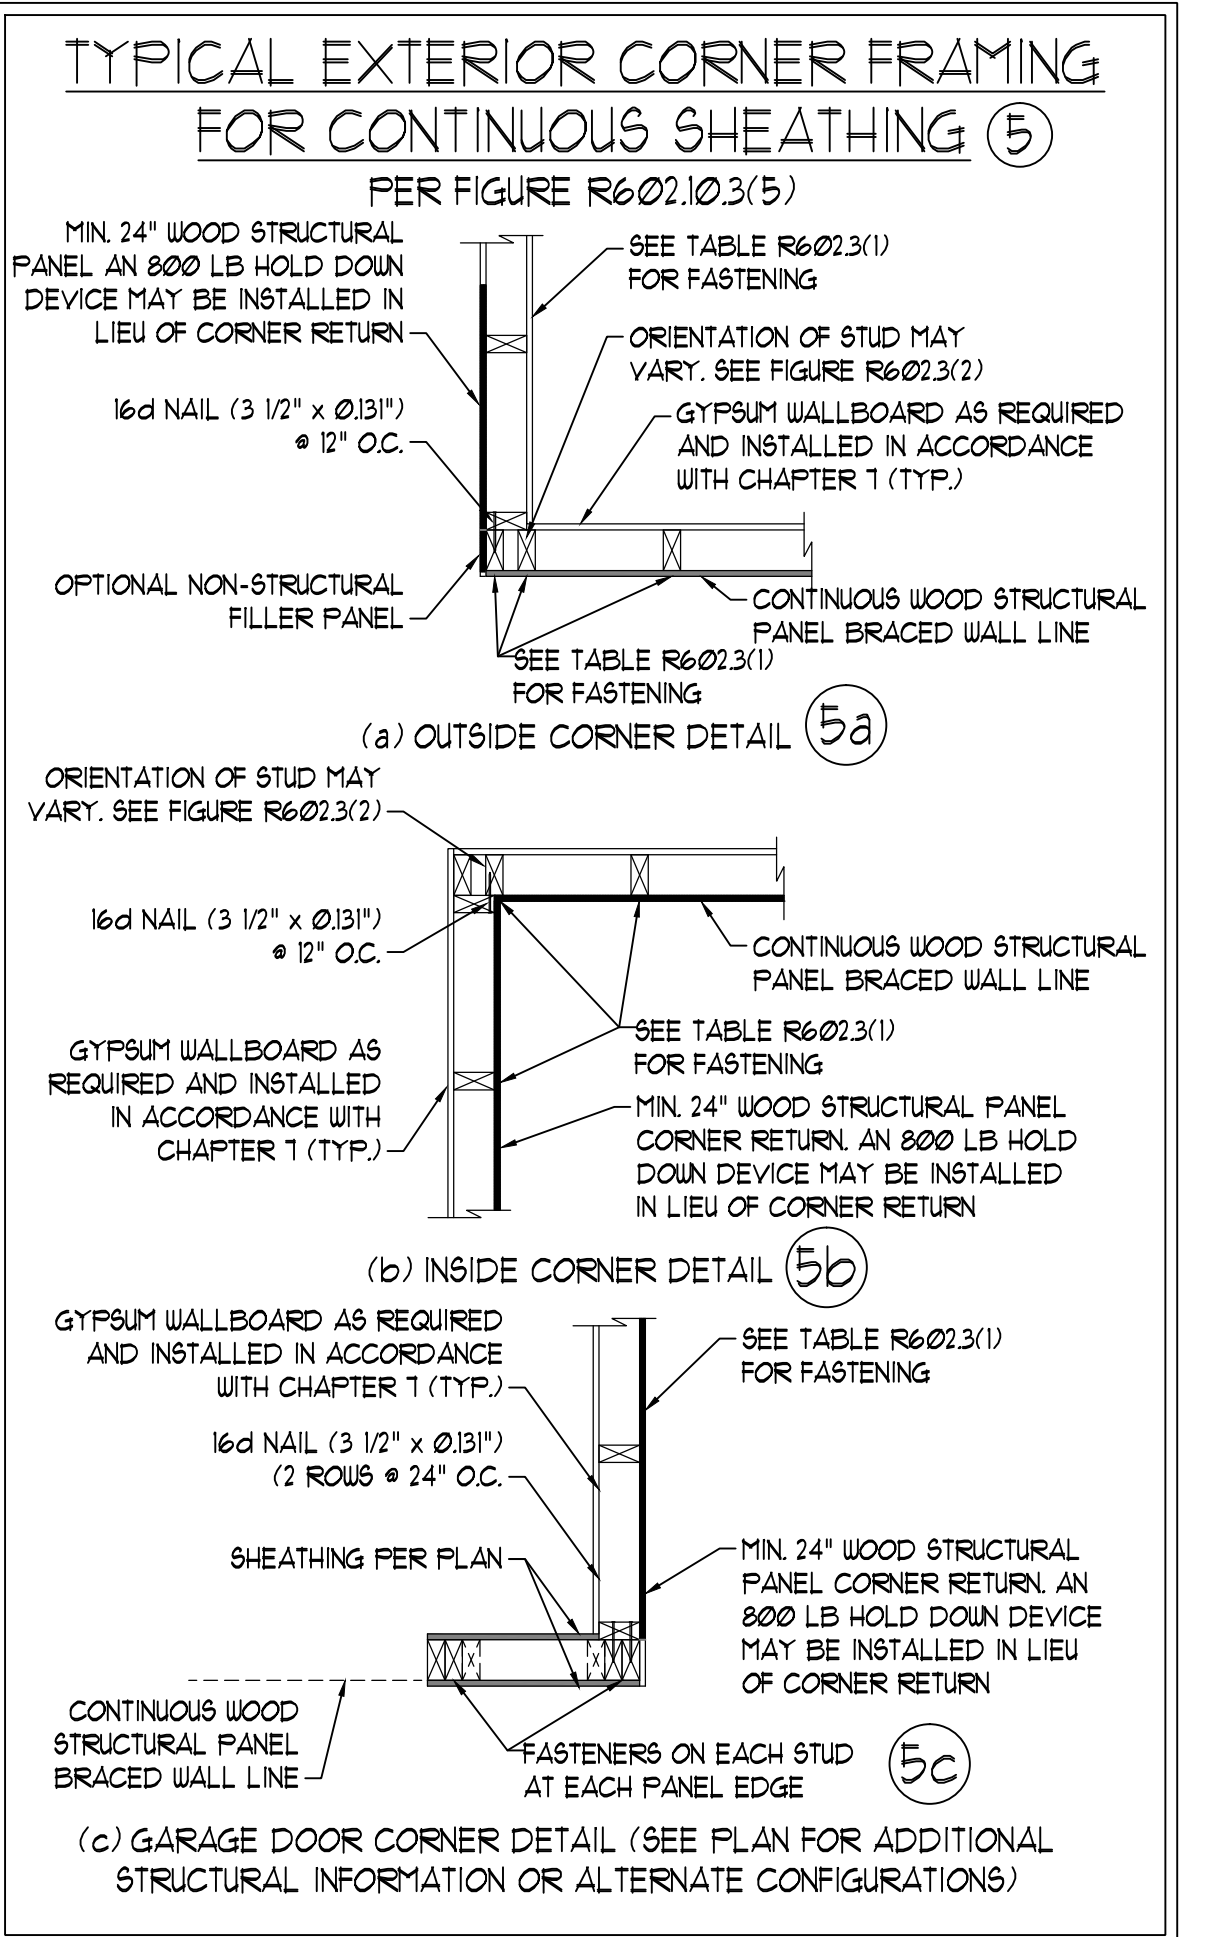 TYPICAL EXTERIOR CORNER FRAMING
FOR CONTINUOUS SHEATHING 5
PER FIGURE R602.10.3(5)
MIN. 24" WOOD STRUCTURAL
PANEL AN 800 LB HOLD DOWN
DEVICE MAY BE INSTALLED IN
LIEU OF CORNER RETURN
SEE TABLE R602.3(1)
FOR FASTENING
ORIENTATION OF STUD MAY
VARY. SEE FIGURE R602.3(2)
16d NAIL (3 1/2" x 0.131")
@ 12" O.C.
GYPSUM WALLBOARD AS REQUIRED
AND INSTALLED IN ACCORDANCE
WITH CHAPTER 7 (TYP.)
OPTIONAL NON-STRUCTURAL
FILLER PANEL
CONTINUOUS WOOD STRUCTURAL
PANEL BRACED WALL LINE
SEE TABLE R602.3(1)
FOR FASTENING
(a) OUTSIDE CORNER DETAIL 5a
ORIENTATION OF STUD MAY
VARY. SEE FIGURE R602.3(2)
16d NAIL (3 1/2" x 0.131")
@ 12" O.C.
CONTINUOUS WOOD STRUCTURAL
PANEL BRACED WALL LINE
SEE TABLE R602.3(1)
FOR FASTENING
GYPSUM WALLBOARD AS
REQUIRED AND INSTALLED
IN ACCORDANCE WITH
CHAPTER 7 (TYP.)
MIN. 24" WOOD STRUCTURAL PANEL
CORNER RETURN. AN 800 LB HOLD
DOWN DEVICE MAY BE INSTALLED
IN LIEU OF CORNER RETURN
(b) INSIDE CORNER DETAIL 5b
GYPSUM WALLBOARD AS REQUIRED
AND INSTALLED IN ACCORDANCE
WITH CHAPTER 7 (TYP.)
SEE TABLE R602.3(1)
FOR FASTENING
16d NAIL (3 1/2" x 0.131")
(2 ROWS @ 24" O.C.
SHEATHING PER PLAN
MIN. 24" WOOD STRUCTURAL
PANEL CORNER RETURN. AN
800 LB HOLD DOWN DEVICE
MAY BE INSTALLED IN LIEU
OF CORNER RETURN
CONTINUOUS WOOD
STRUCTURAL PANEL
BRACED WALL LINE
FASTENERS ON EACH STUD
AT EACH PANEL EDGE
5c
(c) GARAGE DOOR CORNER DETAIL (SEE PLAN FOR ADDITIONAL
STRUCTURAL INFORMATION OR ALTERNATE CONFIGURATIONS)